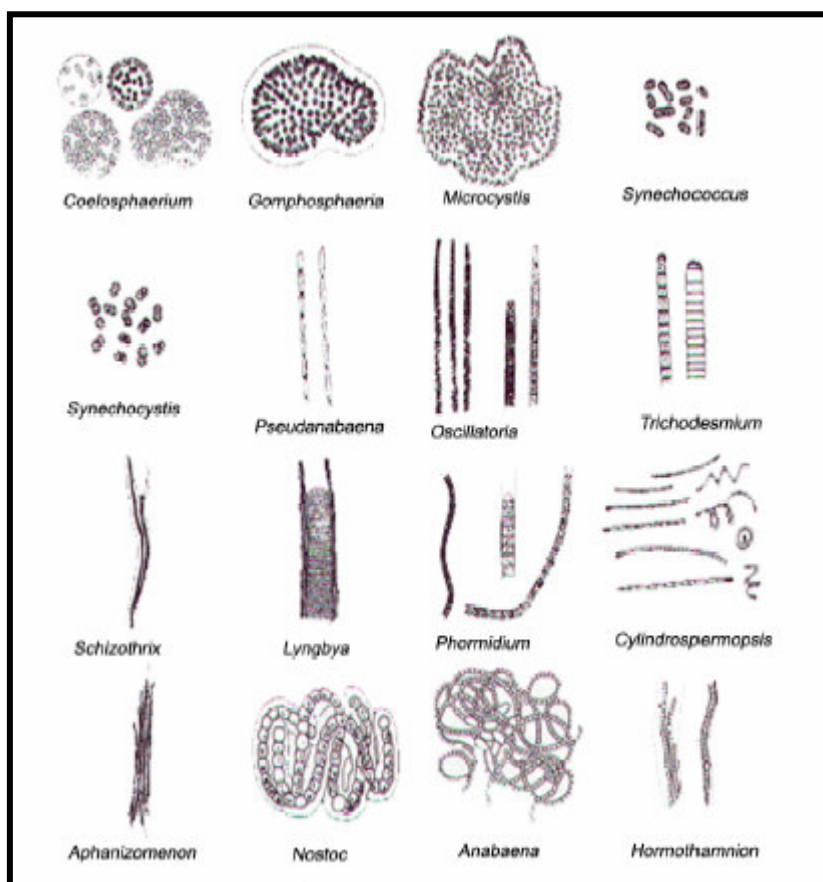 Coelosphaerium
Gomphosphaeria
Microcystis
Synechococcus
Synechocystis
Pseudanabaena
Oscillatoria
Trichodesmium
Schizothrix
Lyngbya
Phormidium
Cylindrospermopsis
Aphanizomenon
Nostoc
Anabaena
Hormothamnion